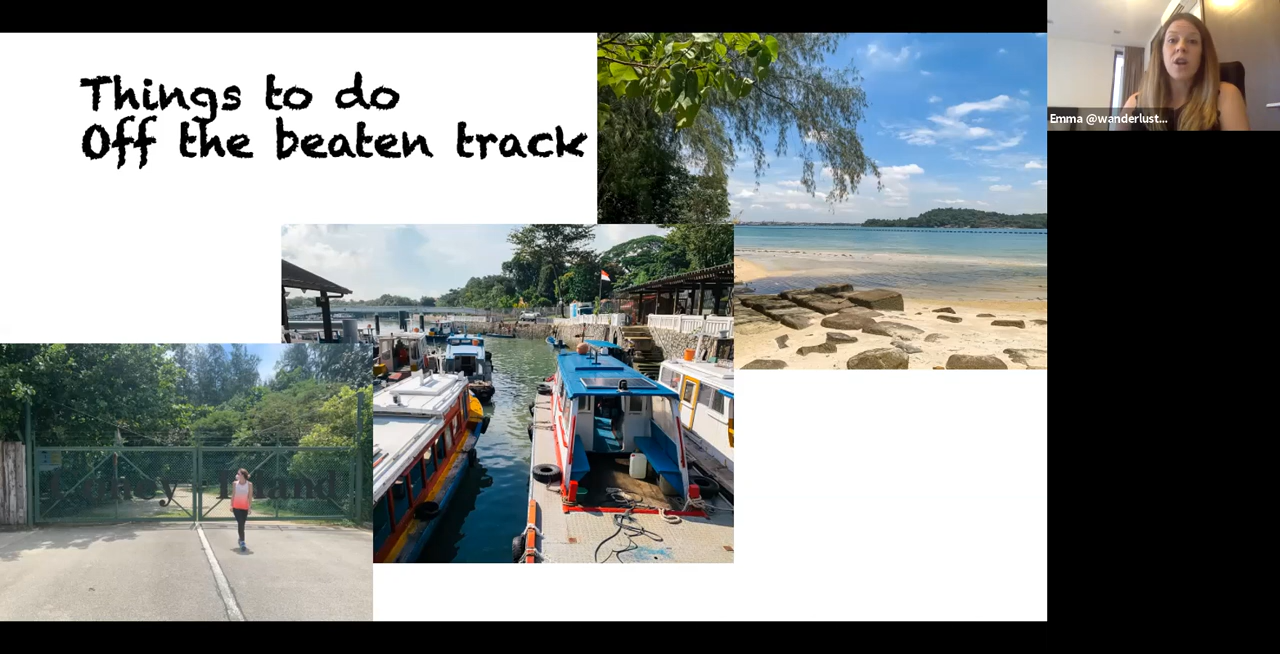 Things to do
Off the beaten track
Emma @wanderlust...